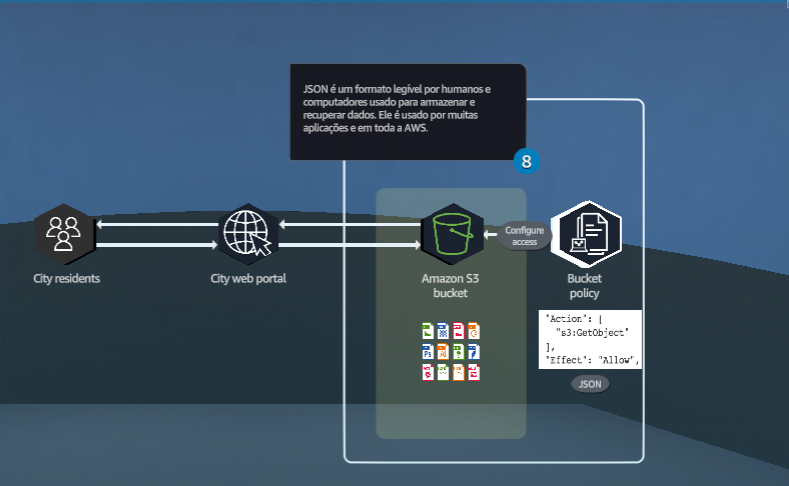 JSON é um formato legível por humanos e
computadores usado para armazenar e
recuperar dados. Ele é usado por muitas
aplicações e em toda a AWS.
8
Configure
access
City residents
City web portal
Amazon S3
bucket
Bucket
policy
"Action": [
"s3:GetObject"
],
"Effect": "Allow",
JSON